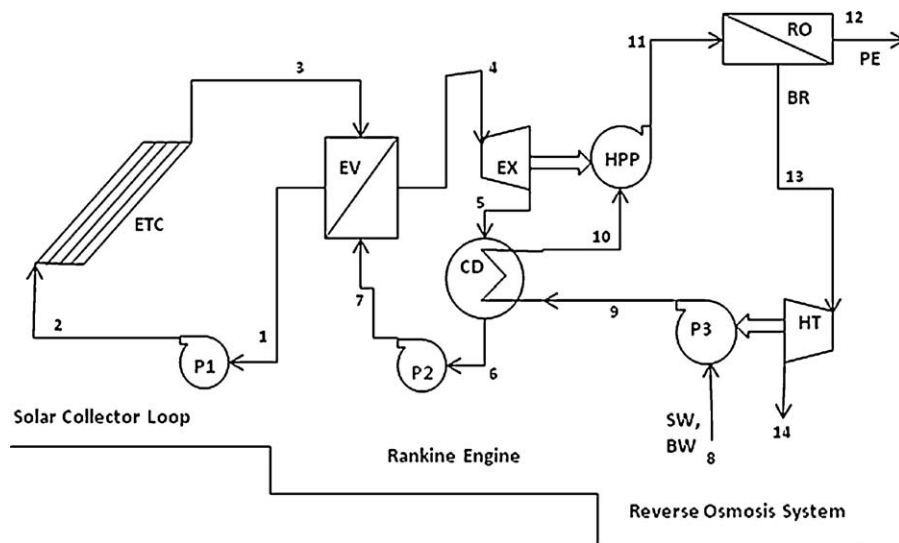 12
RO
11
PE
3
4
BR
EV
EX
HPP
13
ETC
5
10
CD
7
9
HT
2
1
P3
P1
P2
6
SW,
BW
8
14
Solar Collector Loop
Rankine Engine
Reverse Osmosis System